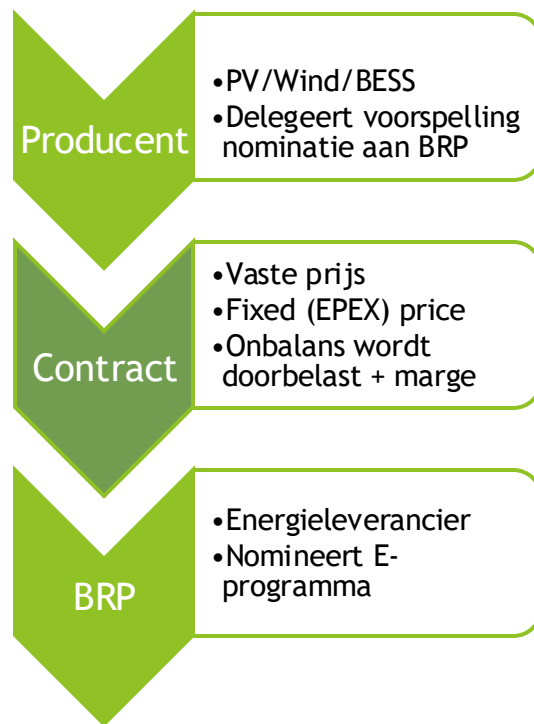 Producent
•PV/Wind/BESS
•Delegeert voorspelling
nominatie aan BRP
Contract
•Vaste prijs
•Fixed (EPEX) price
•Onbalans wordt
doorbelast + marge
BRP
•Energieleverancier
•Nomineert E-
programma